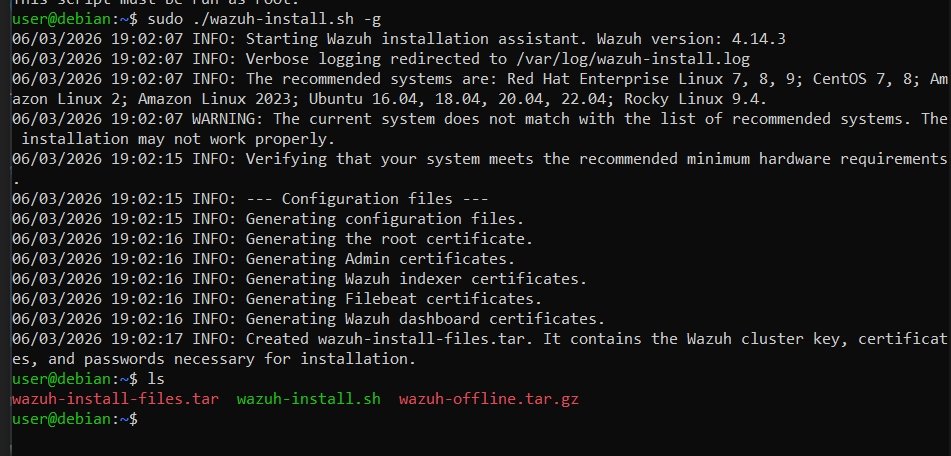 This script must be run as root.
user@debian:~$ sudo ./wazuh-install.sh -g
06/03/2026 19:02:07 INFO: Starting Wazuh installation assistant. Wazuh version: 4.14.3
06/03/2026 19:02:07 INFO: Verbose logging redirected to /var/log/wazuh-install.log
06/03/2026 19:02:07 INFO: The recommended systems are: Red Hat Enterprise Linux 7, 8, 9; CentOS 7, 8; Am
azon Linux 2; Amazon Linux 2023; Ubuntu 16.04, 18.04, 20.04, 22.04; Rocky Linux 9.4.
06/03/2026 19:02:07 WARNING: The current system does not match with the list of recommended systems. The
 installation may not work properly.
06/03/2026 19:02:15 INFO: Verifying that your system meets the recommended minimum hardware requirements
.
06/03/2026 19:02:15 INFO: --- Configuration files ---
06/03/2026 19:02:15 INFO: Generating configuration files.
06/03/2026 19:02:16 INFO: Generating the root certificate.
06/03/2026 19:02:16 INFO: Generating Admin certificates.
06/03/2026 19:02:16 INFO: Generating Wazuh indexer certificates.
06/03/2026 19:02:16 INFO: Generating Filebeat certificates.
06/03/2026 19:02:16 INFO: Generating Wazuh dashboard certificates.
06/03/2026 19:02:17 INFO: Created wazuh-install-files.tar. It contains the Wazuh cluster key, certificat
es, and passwords necessary for installation.
user@debian:~$ ls
wazuh-install-files.tar  wazuh-install.sh  wazuh-offline.tar.gz
user@debian:~$